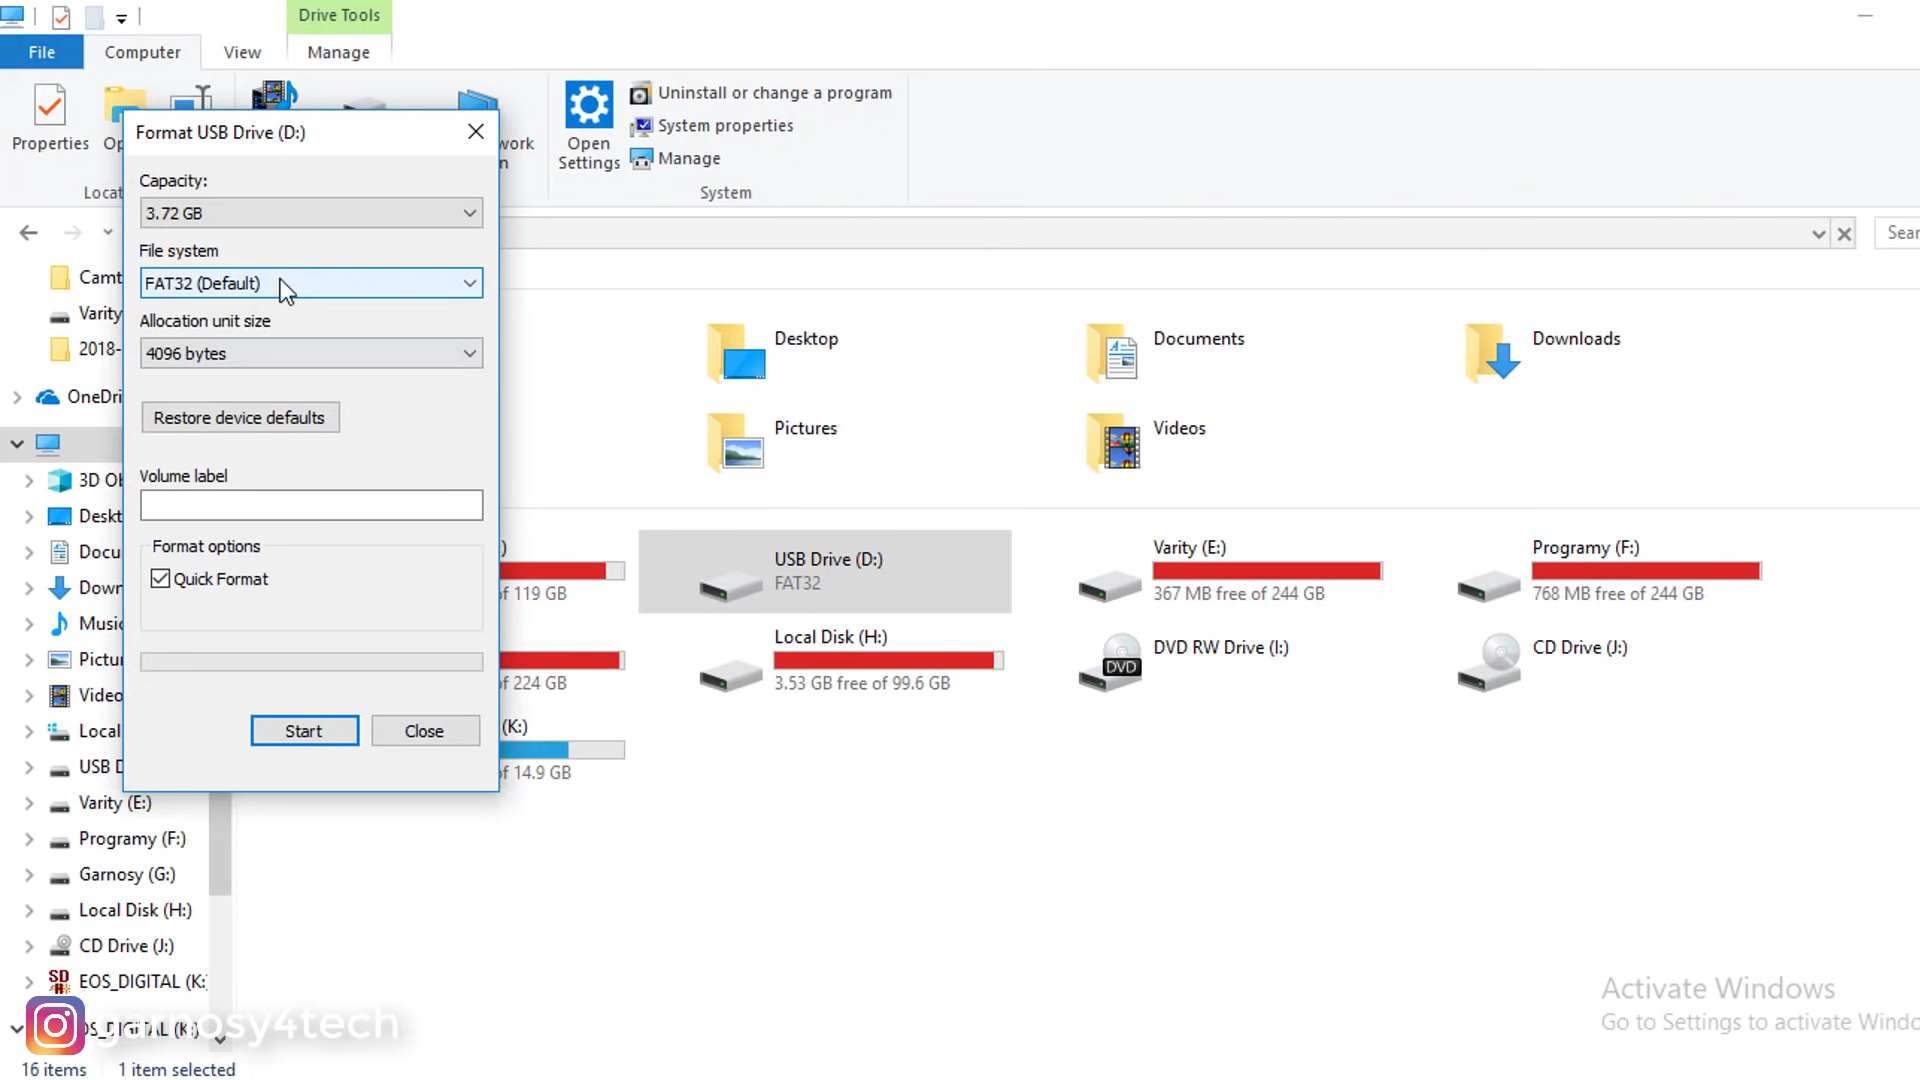 Drive Tools
File
Computer
View
Manage
Properties
Op
work
n
Open
Settings
Uninstall or change a program
System properties
Manage
Locat
System
Format USB Drive (D:)
Capacity:
3.72 GB
File system
FAT32 (Default)
Allocation unit size
4096 bytes
Restore device defaults
Volume label
Format options
Quick Format
Start
Close
Sear
Camt
Varity
2018-
OneDri
3D Ob
Deskt
Docu
Down
Music
Pictur
Video
Local
USB D
Varity (E:)
Programy (F:)
Garnosy (G:)
Local Disk (H:)
CD Drive (J:)
EOS_DIGITAL (K:)
OS_DIGITAL (K:)
garnosy4tech
16 items
1 item selected
Desktop
Documents
Downloads
Pictures
Videos
)
of 119 GB
USB Drive (D:)
FAT32
Varity (E:)
367 MB free of 244 GB
Programy (F:)
768 MB free of 244 GB
of 224 GB
Local Disk (H:)
3.53 GB free of 99.6 GB
DVD RW Drive (I:)
DVD
CD Drive (J:)
(K:)
of 14.9 GB
Activate Windows
Go to Settings to activate Windo